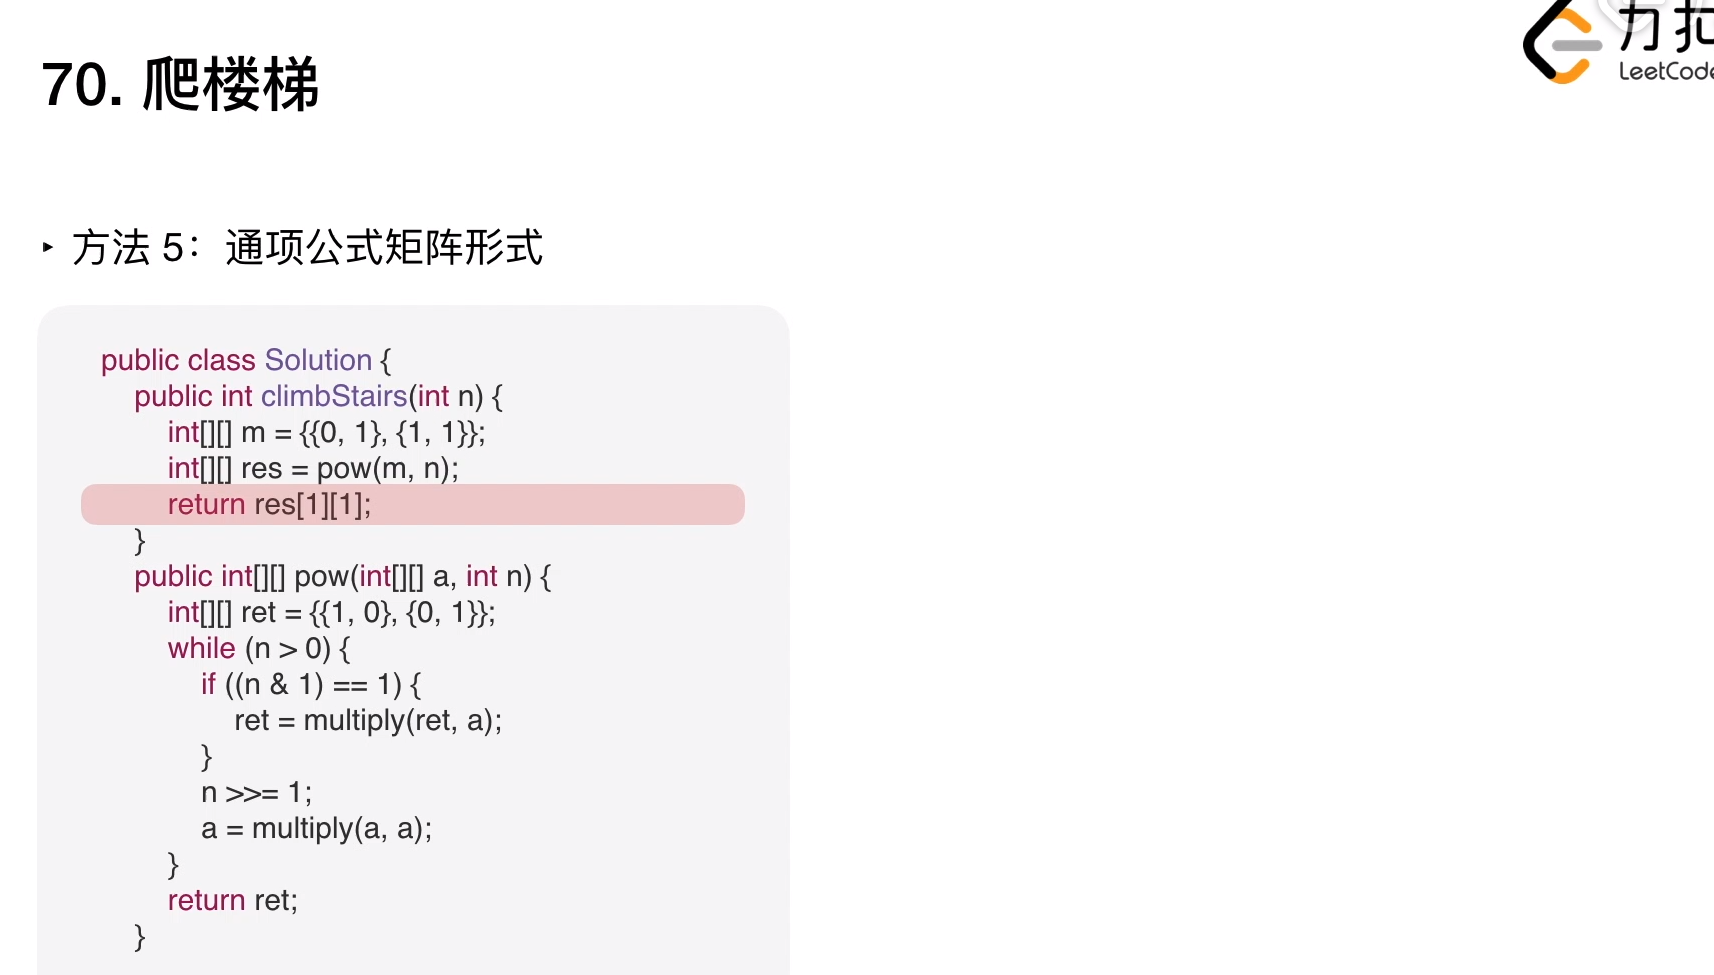 70. 爬楼梯
力扣
LeetCode
▸ 方法 5：通项公式矩阵形式
public class Solution {
public int climbStairs(int n) {
int[][] m = {{0, 1}, {1, 1}};
int[][] res = pow(m, n);
return res[1][1];
}
public int[][] pow(int[][] a, int n) {
int[][] ret = {{1, 0}, {0, 1}};
while (n > 0) {
if ((n & 1) == 1) {
ret = multiply(ret, a);
}
n >>= 1;
a = multiply(a, a);
}
return ret;
}